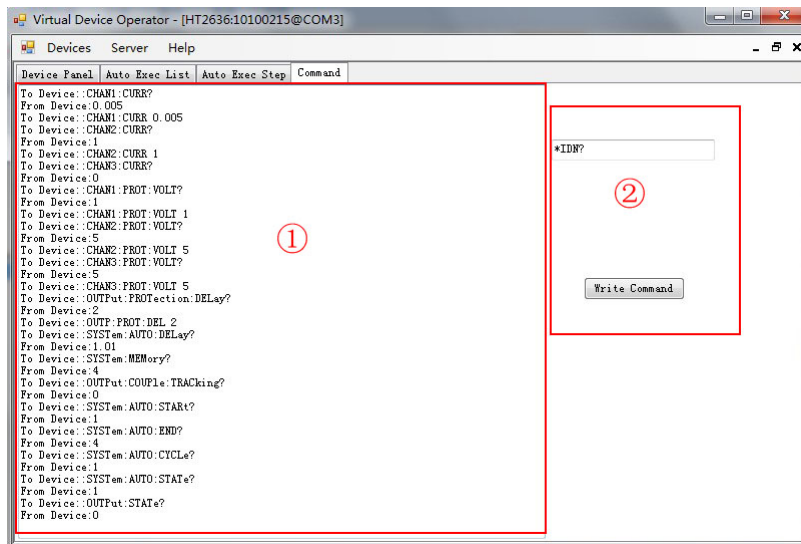 Virtual Device Operator - [HT2636:10100215@COM3]
Devices Server Help
Device Panel Auto Exec List Auto Exec Step Command
To Device::CHAN1:CURR?
From Device:0.005
To Device::CHAN1:CURR 0.005
To Device::CHAN2:CURR?
From Device:1
To Device::CHAN2:CURR 1
To Device::CHAN3:CURR?
From Device:0
To Device::CHAN1:PROT:VOLT?
From Device:1
To Device::CHAN1:PROT:VOLT 1
To Device::CHAN2:PROT:VOLT?
From Device:5
To Device::CHAN2:PROT:VOLT 5
To Device::CHAN3:PROT:VOLT?
From Device:5
To Device::CHAN3:PROT:VOLT 5
To Device::OUTPut:PROTection:DELay?
From Device:2
To Device::OUTP:PROT:DEL 2
To Device::SYSTem:AUTO:DELay?
From Device:1.01
To Device::SYSTem:MEMory?
From Device:4
To Device::OUTPut:COUPle:TRACking?
From Device:0
To Device::SYSTem:AUTO:STARt?
From Device:1
To Device::SYSTem:AUTO:END?
From Device:4
To Device::SYSTem:AUTO:CYCLe?
From Device:1
To Device::SYSTem:AUTO:STATe?
From Device:1
To Device::OUTPut:STATe?
From Device:0
①
*IDN?
②
Write Command